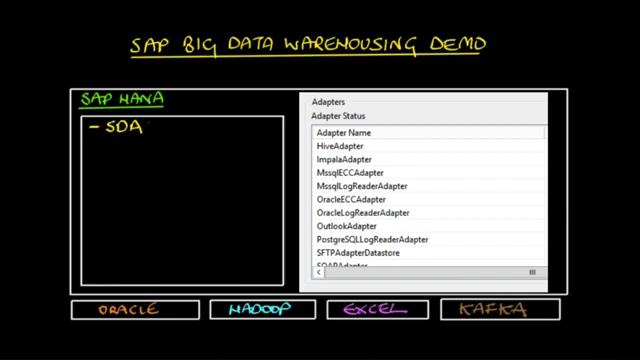 SAP BIG DATA WAREHOUSING DEMO
SAP HANA
- SDA
Adapters
Adapter Status
Adapter Name
HiveAdapter
ImpalaAdapter
MssqlECCAdapter
MssqlLogReaderAdapter
OracleECCAdapter
OracleLogReaderAdapter
OutlookAdapter
PostgreSQLLogReaderAdapter
SFTPAdapterDatastore
SOAPAdapter
ORACLE
HADOOP
EXCEL
KAFKA